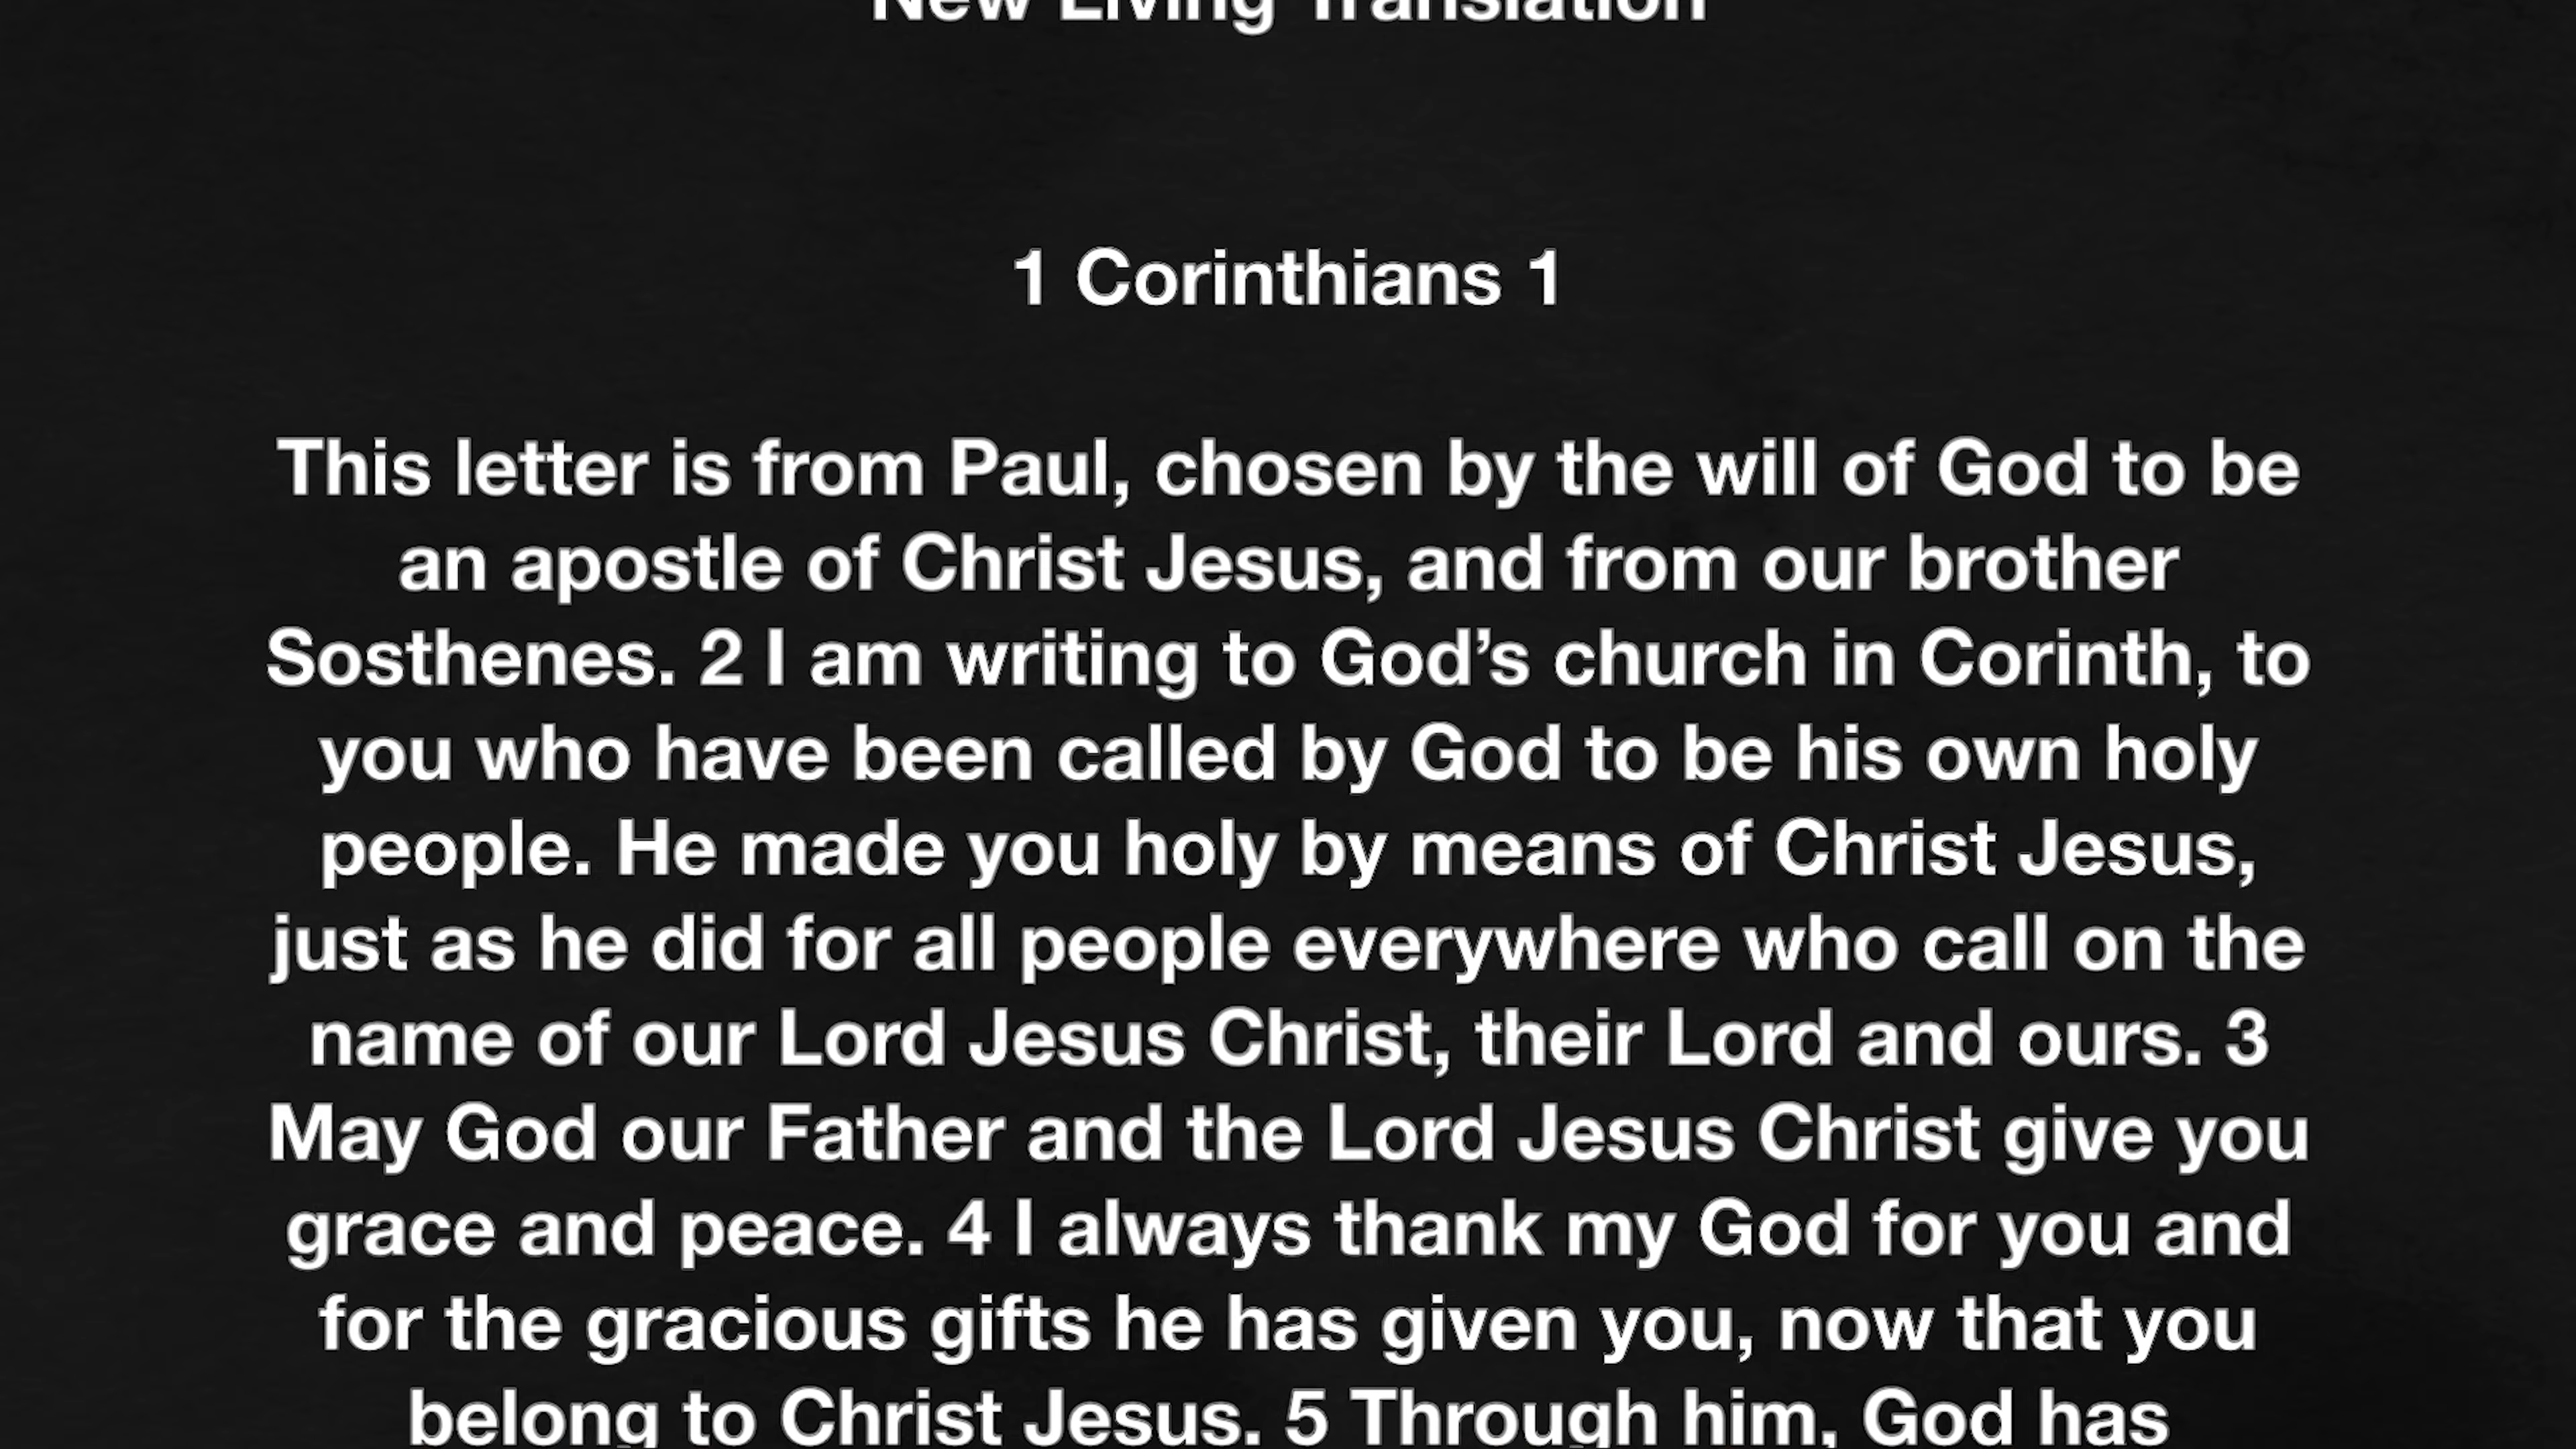 New Living Translation
1 Corinthians 1
This letter is from Paul, chosen by the will of God to be
an apostle of Christ Jesus, and from our brother
Sosthenes. 2 I am writing to God’s church in Corinth, to
you who have been called by God to be his own holy
people. He made you holy by means of Christ Jesus,
just as he did for all people everywhere who call on the
name of our Lord Jesus Christ, their Lord and ours. 3
May God our Father and the Lord Jesus Christ give you
grace and peace. 4 I always thank my God for you and
for the gracious gifts he has given you, now that you
belong to Christ Jesus. 5 Through him, God has